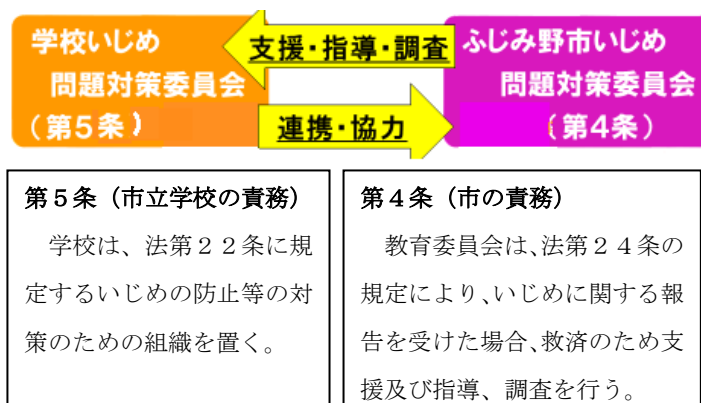 学校いじめ
問題対策委員会
（第5条）
支援・指導・調査
連携・協力
ふじみ野市いじめ
問題対策委員会
（第4条）
第５条（市立学校の責務）
学校は、法第２２条に規
定するいじめの防止等の対
策のための組織を置く。
第４条（市の責務）
教育委員会は、法第２４条の
規定により、いじめに関する報
告を受けた場合、救済のため支
援及び指導、調査を行う。